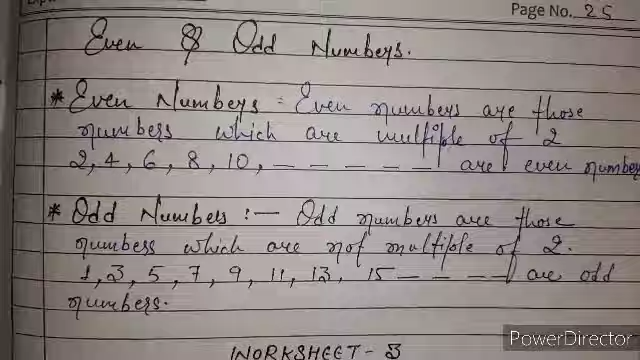 Page No. 25
Even & Odd Numbers.
* Even Numbers :- Even numbers are those
numbers which are multiple of 2
2, 4, 6, 8, 10, - - - - - are even number
* Odd Numbers :- Odd numbers are those
numbers which are not multiple of 2.
1, 3, 5, 7, 9, 11, 13, 15 - - - - are odd
numbers.
WORKSHEET - 3
PowerDirector